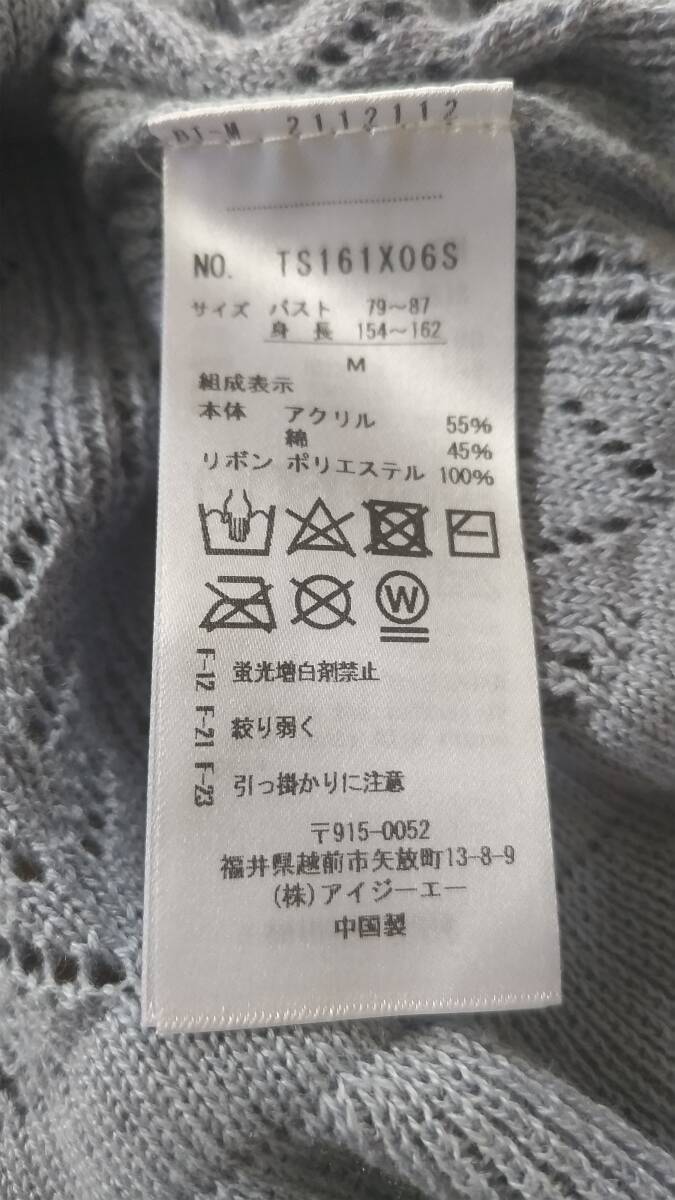 DI-M 2112112
NO. TS161X06S
サイズ バスト 79〜87
身長 154〜162
M
組成表示
本体 アクリル 55%
綿 45%
リボン ポリエステル 100%
W
F-12 蛍光増白剤禁止
F-21 絞り弱く
F-23 引っ掛かりに注意
〒915-0052
福井県越前市矢放町13-8-9
(株)アイジーエー
中国製